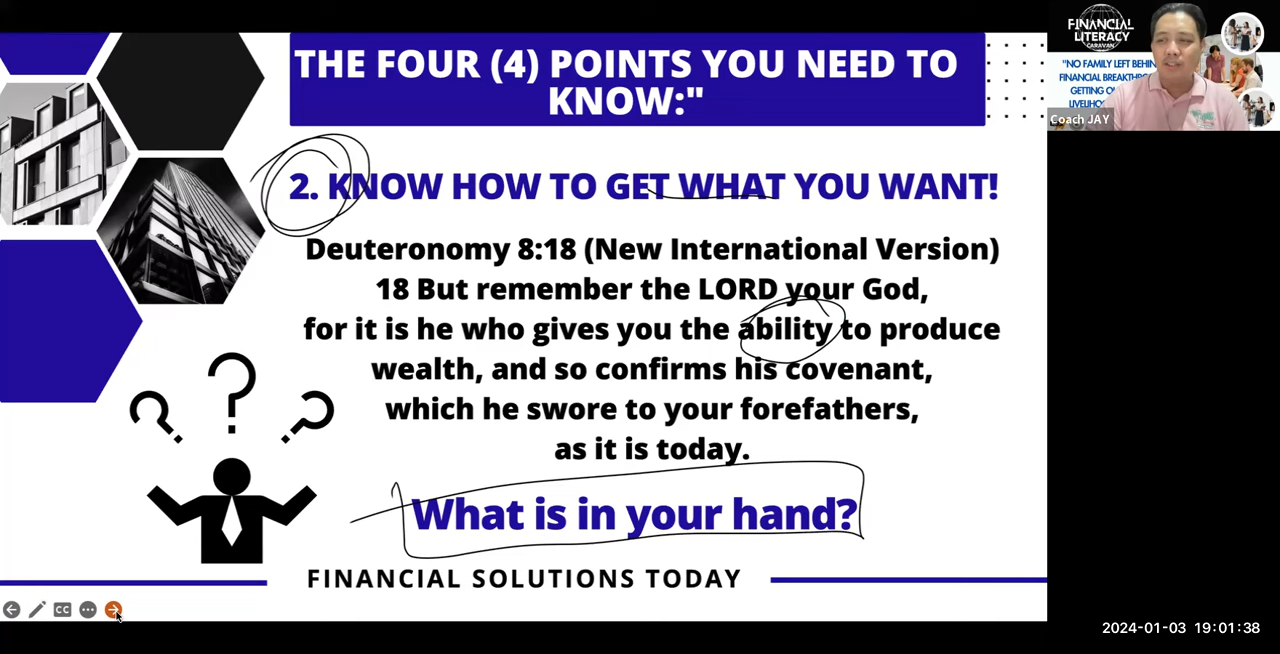 THE FOUR (4) POINTS YOU NEED TO
KNOW:"
2. KNOW HOW TO GET WHAT YOU WANT!
Deuteronomy 8:18 (New International Version)
18 But remember the LORD your God,
for it is he who gives you the ability to produce
wealth, and so confirms his covenant,
which he swore to your forefathers,
as it is today.
What is in your hand?
FINANCIAL SOLUTIONS TODAY
CC
FINANCIAL
LITERACY
CARAVAN
"NO FAMILY LEFT
FINANCIAL
GETTING
Coach JAY
2024-01-03 19:01:38